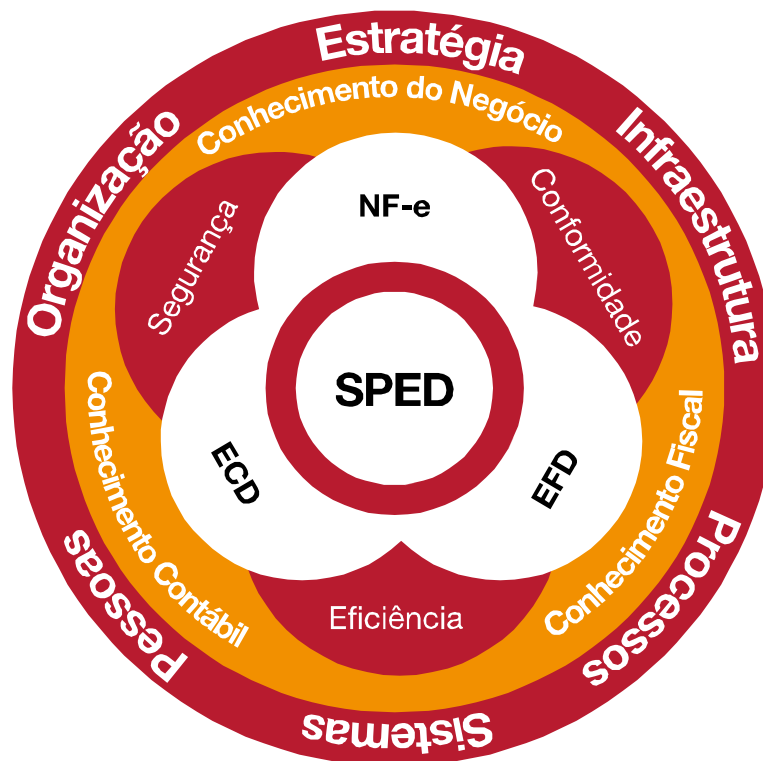 Estratégia
Infraestrutura
Processos
Sistemas
Pessoas
Organização
Conhecimento do Negócio
Conhecimento Fiscal
Conhecimento Contábil
Segurança
Conformidade
Eficiência
NF-e
EFD
ECD
SPED